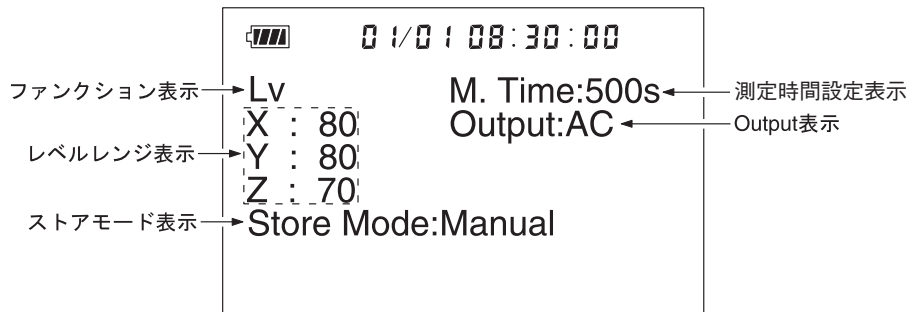 01/01 08:30:00
ファンクション表示
Lv
M. Time:500s
測定時間設定表示
X : 80
Output:AC
Output表示
レベルレンジ表示
Y : 80
Z : 70
ストアモード表示
Store Mode:Manual